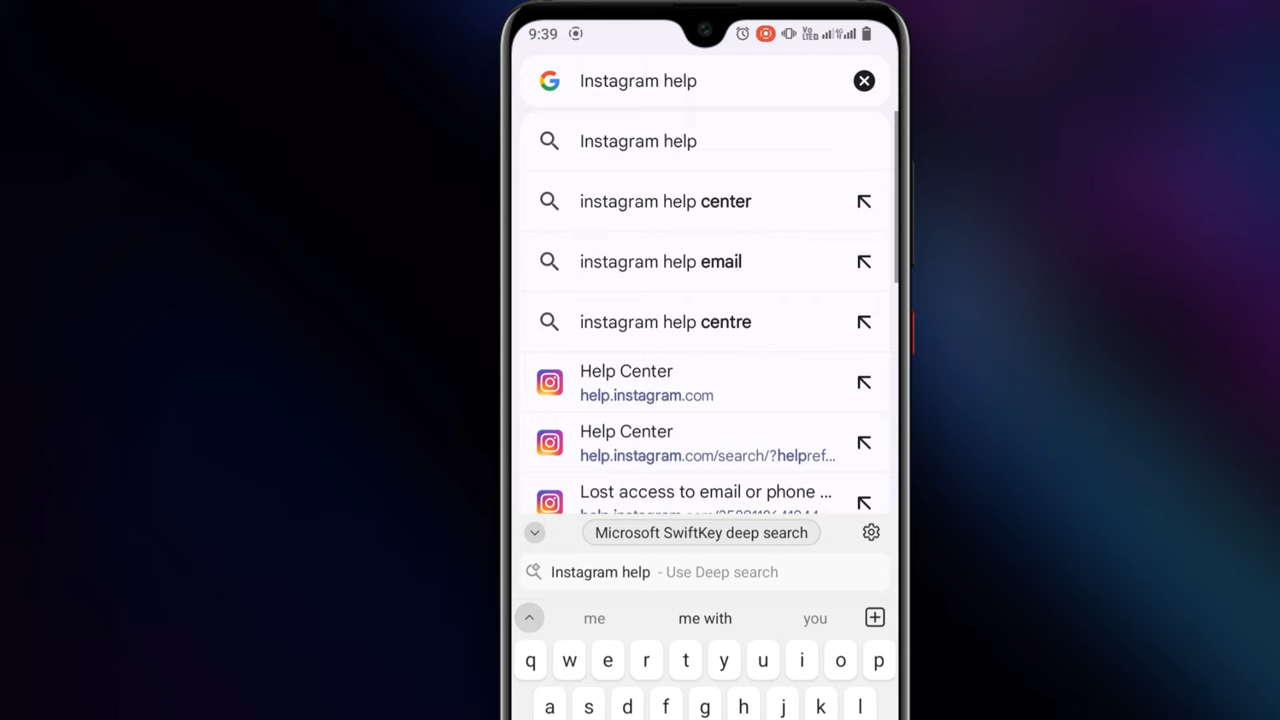 9:39
Instagram help
Instagram help
instagram help center
instagram help email
instagram help centre
Help Center
help.instagram.com
Help Center
help.instagram.com/search/?helpref...
Lost access to email or phone ...
Microsoft SwiftKey deep search
Instagram help - Use Deep search
me me with you
q w e r t y u i o p
a s d f g h j k l